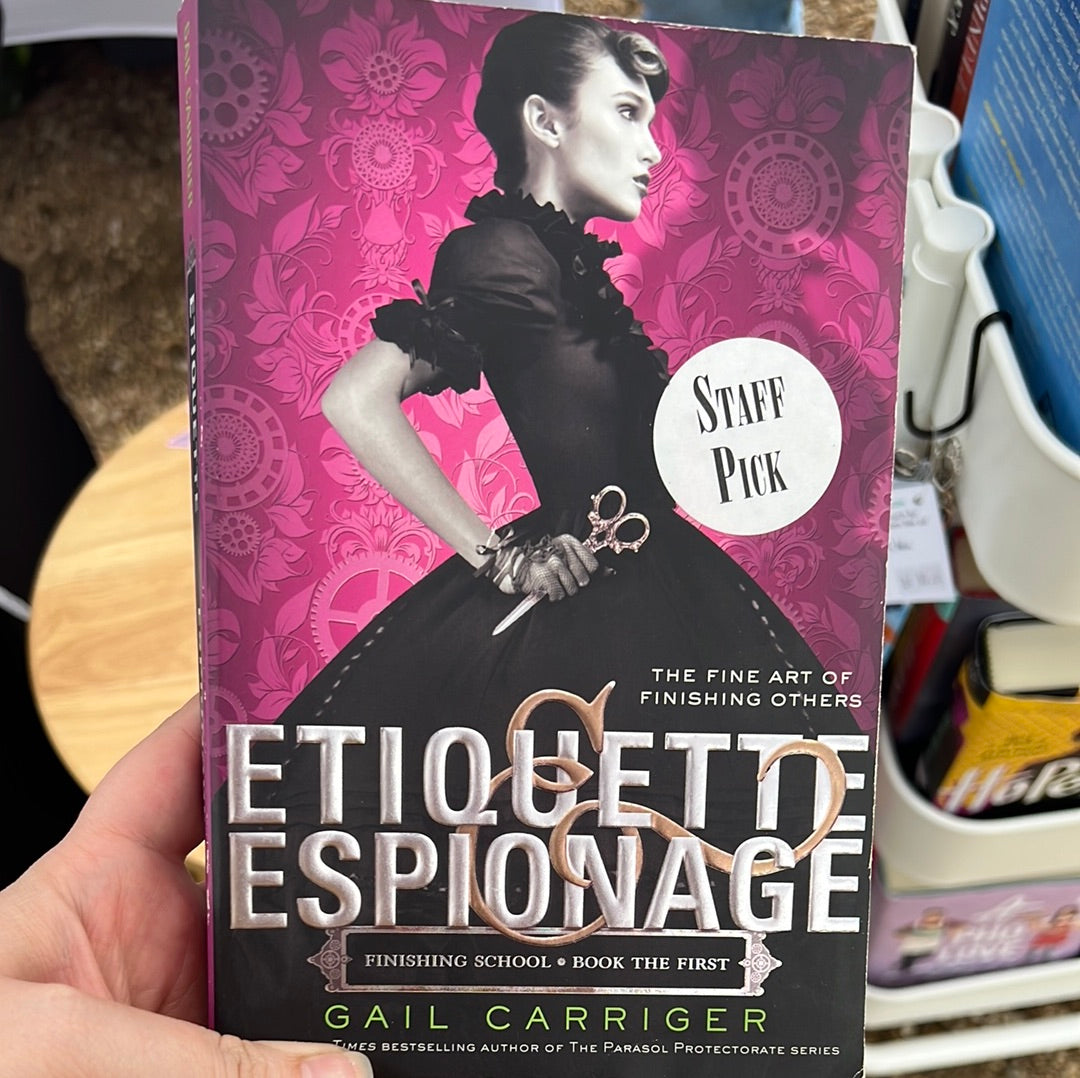 STAFF
PICK
THE FINE ART OF
FINISHING OTHERS
ETIQUETTE
&
ESPIONAGE
FINISHING SCHOOL • BOOK THE FIRST
GAIL CARRIGER
TIMES BESTSELLING AUTHOR OF THE PARASOL PROTECTORATE SERIES